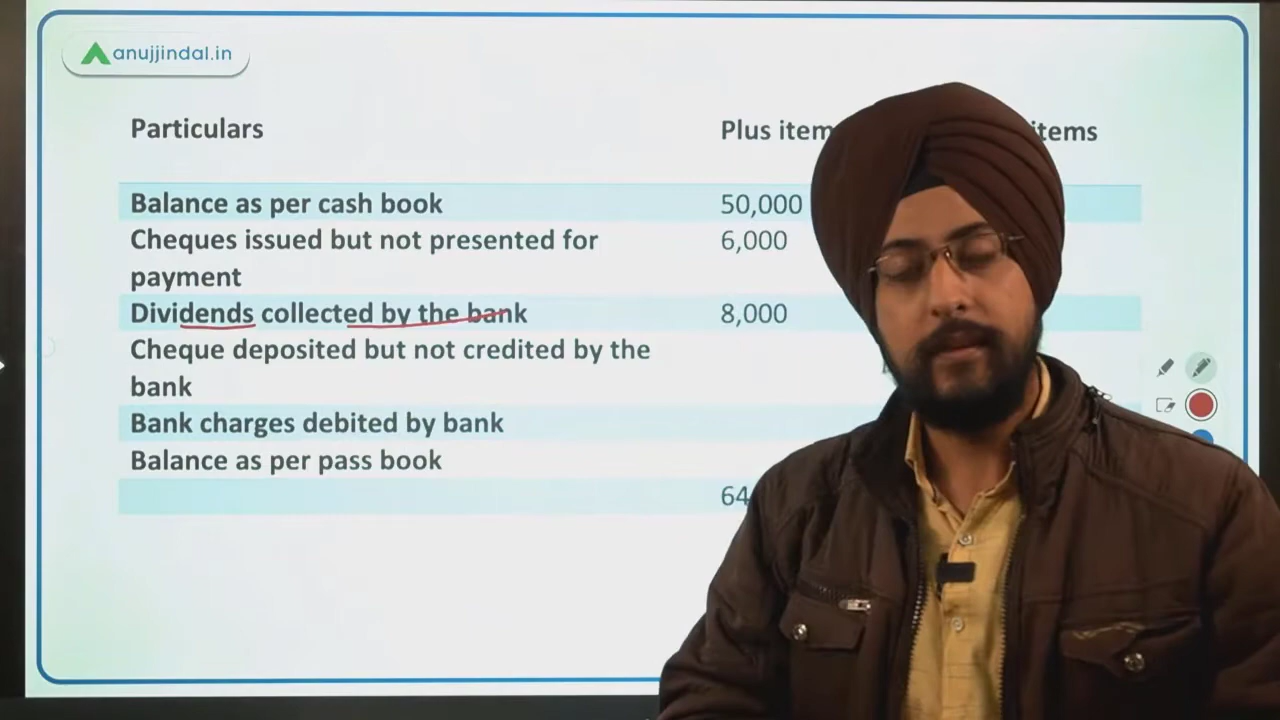 anujjindal.in
Particulars Plus item items
Balance as per cash book 50,000
Cheques issued but not presented for 6,000
payment
Dividends collected by the bank 8,000
Cheque deposited but not credited by the
bank
Bank charges debited by bank
Balance as per pass book
64